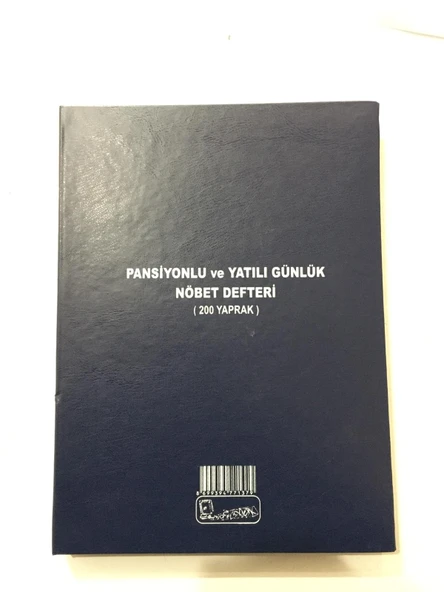 PANSİYONLU ve YATILI GÜNLÜK
NÖBET DEFTERİ
( 200 YAPRAK )